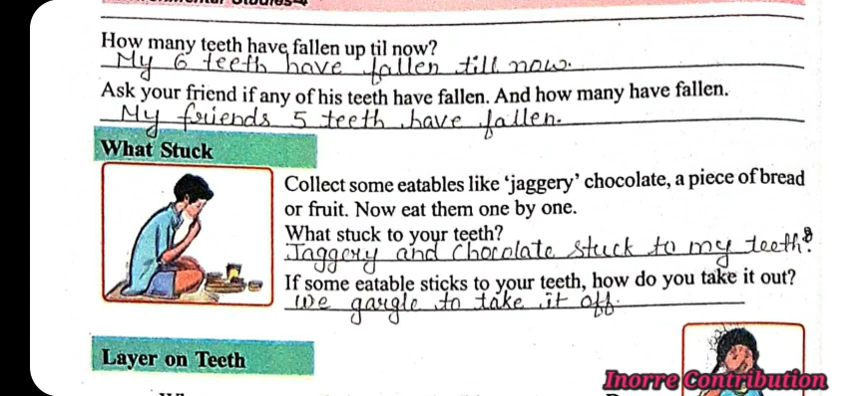 How many teeth have fallen up til now?
My 6 teeth have fallen till now.
Ask your friend if any of his teeth have fallen. And how many have fallen.
My friends 5 teeth have fallen.
What Stuck
Collect some eatables like ‘jaggery’ chocolate, a piece of bread
or fruit. Now eat them one by one.
What stuck to your teeth?
Jaggery and Chocolate stuck to my teeth.
If some eatable sticks to your teeth, how do you take it out?
We gargle to take it off.
Layer on Teeth
Inorre Contribution